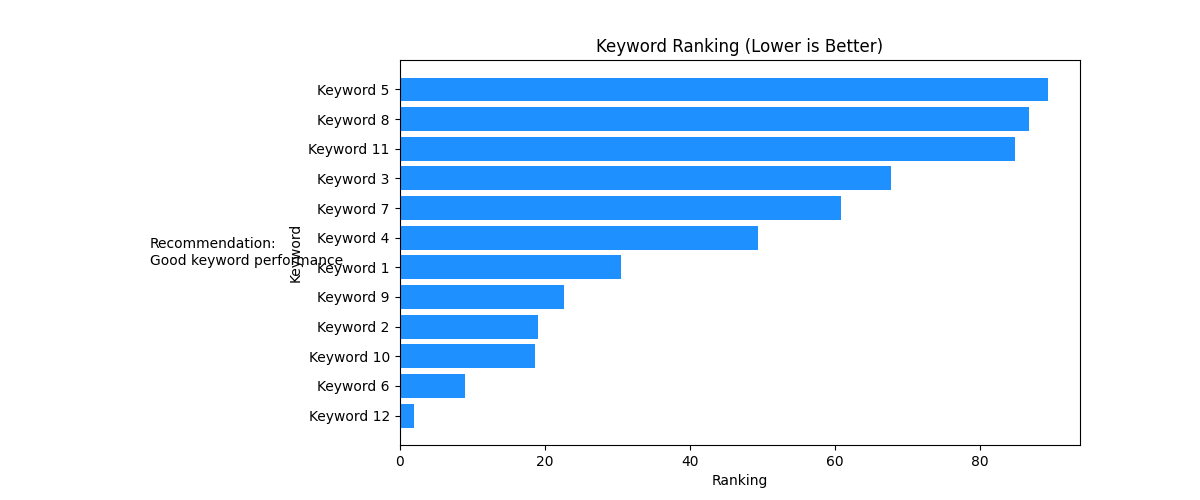 Keyword Ranking (Lower is Better)
Keyword 5
Keyword 8
Keyword 11
Keyword 3
Keyword 7
Keyword 4
Keyword 1
Keyword 9
Keyword 2
Keyword 10
Keyword 6
Keyword 12
Keyword
Recommendation:
Good keyword performance
0 20 40 60 80
Ranking